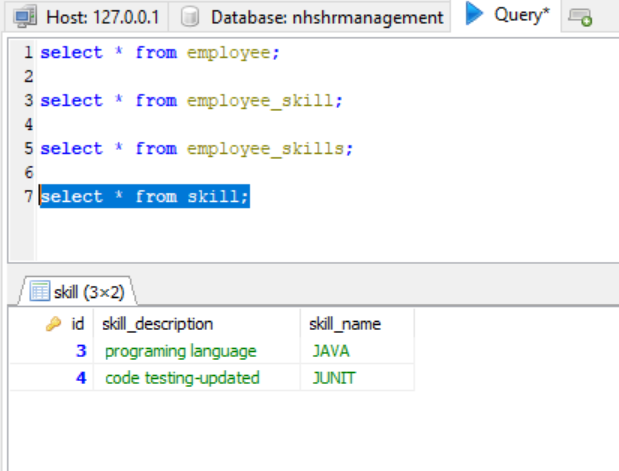 Host: 127.0.0.1 Database: nhshrmanagement Query*
1 select * from employee;
2
3 select * from employee_skill;
4
5 select * from employee_skills;
6
7 select * from skill;
skill (3×2)
id skill_description skill_name
3 programing language JAVA
4 code testing-updated JUNIT